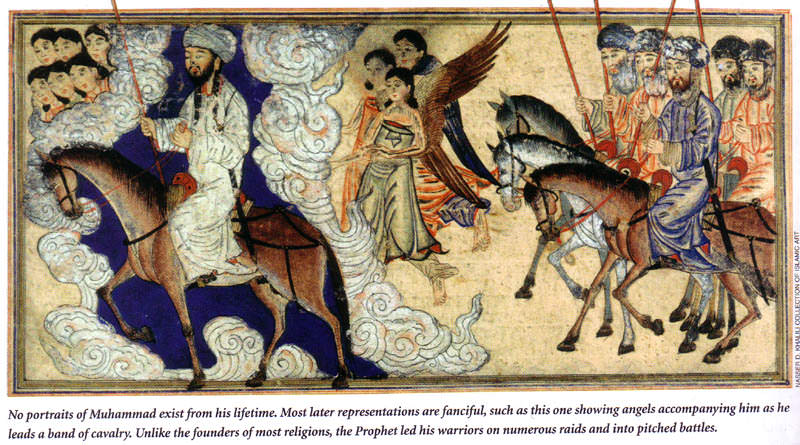 No portraits of Muhammad exist from his lifetime. Most later representations are fanciful, such as this one showing angels accompanying him as he
leads a band of cavalry. Unlike the founders of most religions, the Prophet led his warriors on numerous raids and into pitched battles.
NASSER D. KHALILI COLLECTION OF ISLAMIC ART